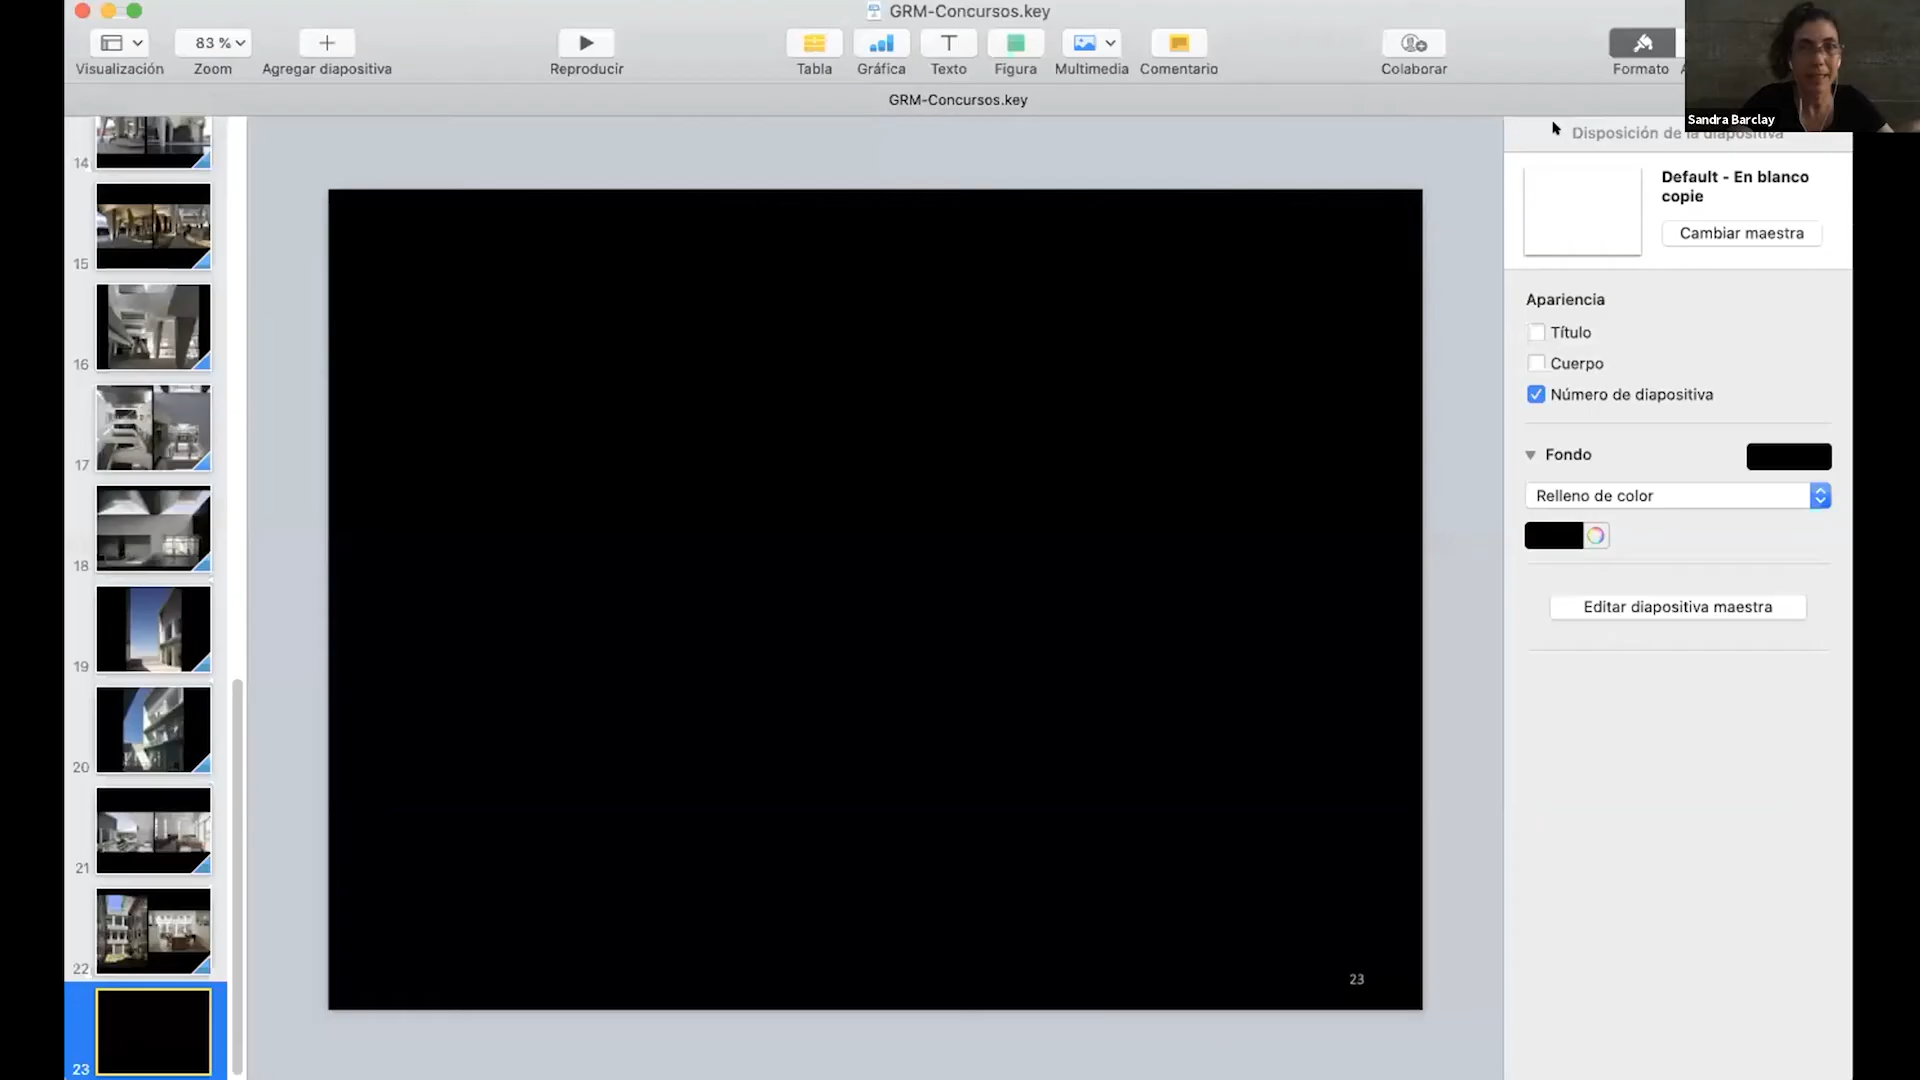 GRM-Concursos.key
83 %
Visualización Zoom Agregar diapositiva Reproducir Tabla Gráfica Texto Figura Multimedia Comentario Colaborar Formato
GRM-Concursos.key
Sandra Barclay
Disposición de la diapositiva
Default - En blanco
copie
Cambiar maestra
Apariencia
Título
Cuerpo
Número de diapositiva
Fondo
Relleno de color
Editar diapositiva maestra
14
15
16
17
18
19
20
21
22
23
23